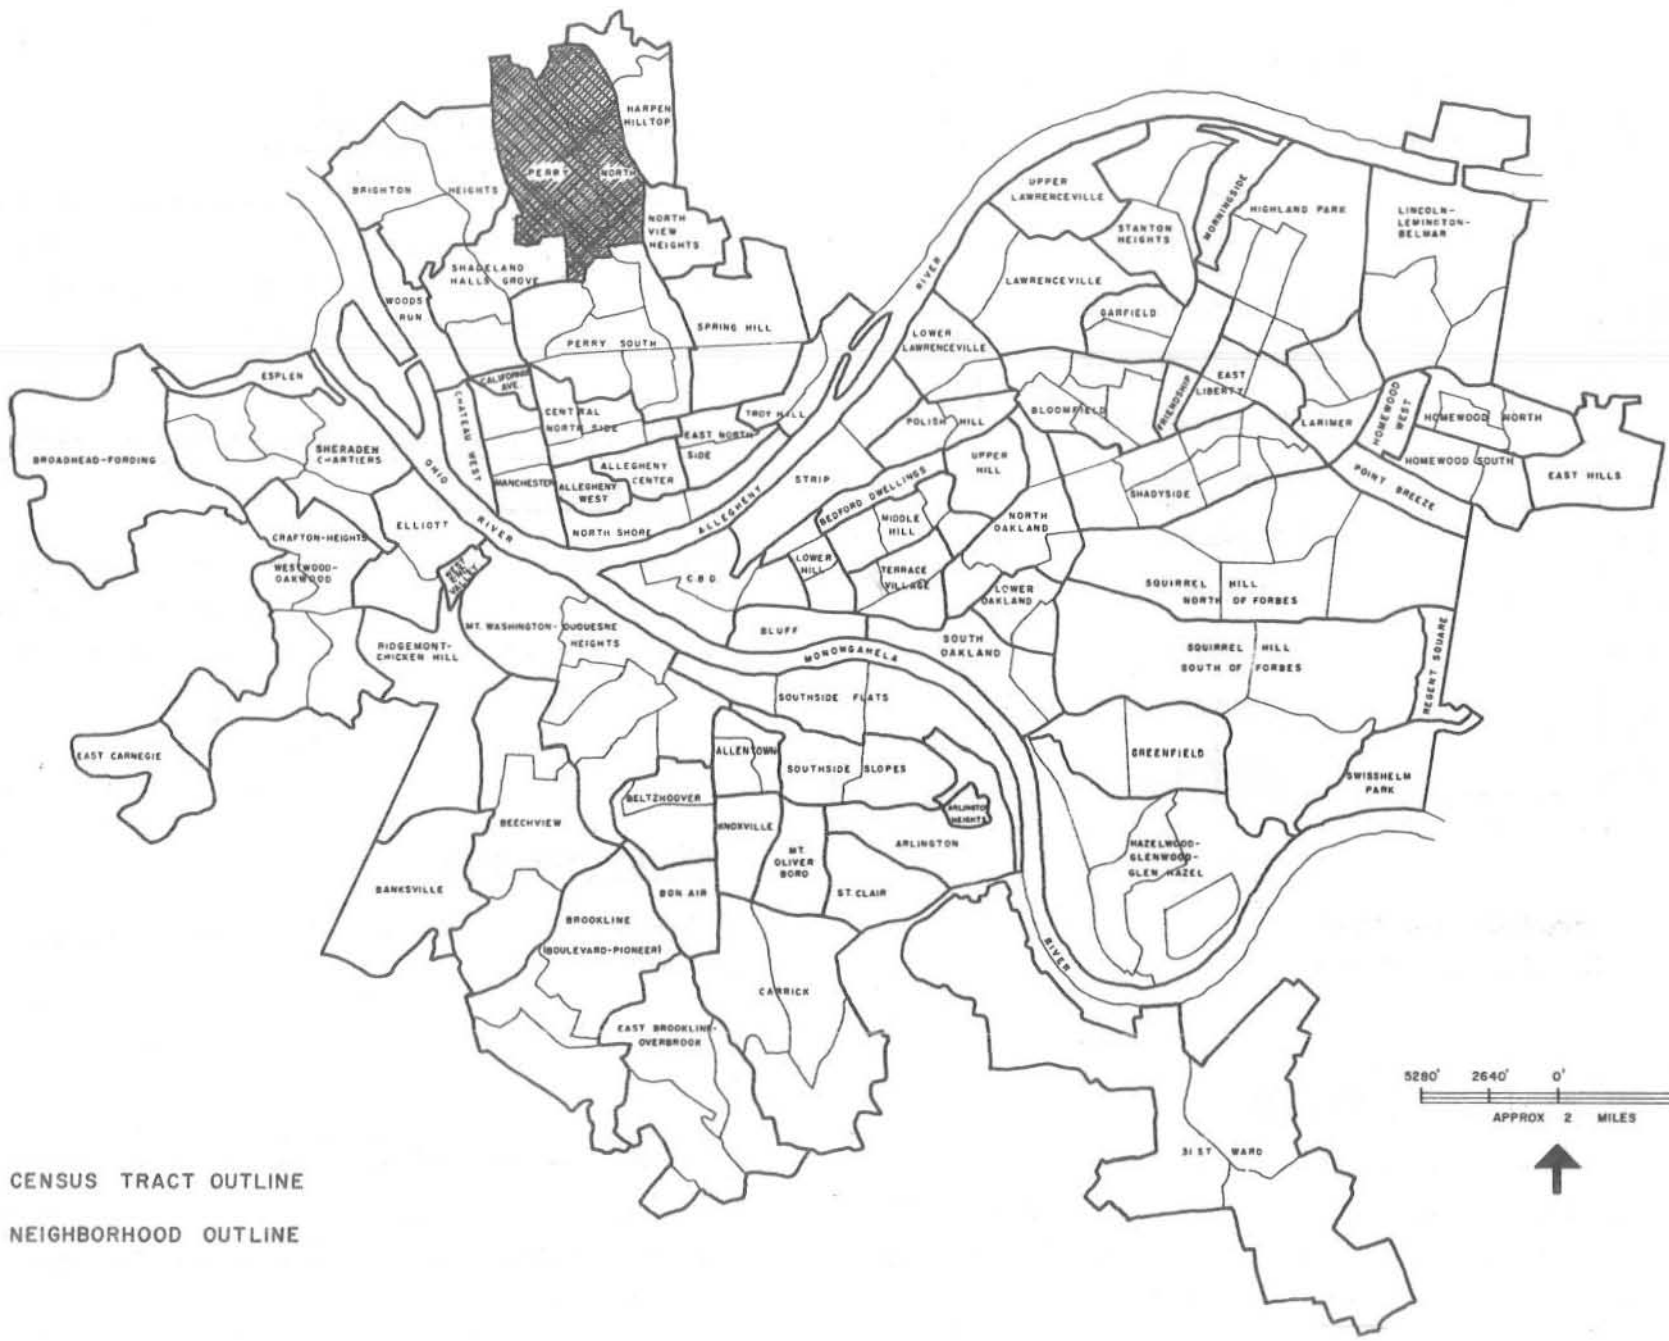 HARPEN
HILLTOP
PERRY NORTH
BRIGHTON HEIGHTS
NORTH
VIEW
HEIGHTS
UPPER
LAWRENCEVILLE
MORNINGSIDE
HIGHLAND PARK
LINCOLN-
LEMINGTON-
BELMAR
STANTON
HEIGHTS
SHADELAND
HALLS GROVE
RIVER
LAWRENCEVILLE
WOODS
RUN
GARFIELD
SPRING HILL
LOWER
LAWRENCEVILLE
PERRY SOUTH
ESPLEN
CALIFORNIA
AVE.
CHATEAU WEST
CENTRAL
NORTH SIDE
TROY HILL
EAST NORTH
SIDE
POLISH HILL
BLOOMFIELD
FRIENDSHIP
EAST
LIBERTY
LARIMER
HOMEWOOD
WEST
HOMEWOOD NORTH
HOMEWOOD SOUTH
EAST HILLS
POINT BREEZE
BROADHEAD-FORDING
SHERADEN
CHARTIERS
OHIO
RIVER
MANCHESTER
ALLEGHENY
WEST
ALLEGHENY
CENTER
NORTH SHORE
ALLEGHENY
STRIP
UPPER
HILL
BEDFORD DWELLINGS
MIDDLE
HILL
NORTH
OAKLAND
SHADYSIDE
ELLIOTT
CRAFTON-HEIGHTS
WESTWOOD-
OAKWOOD
WEST
END
VALLEY
C.B.D.
LOWER
HILL
TERRACE
VILLAGE
LOWER
OAKLAND
SQUIRREL HILL
NORTH OF FORBES
MT. WASHINGTON-DUQUESNE
HEIGHTS
BLUFF
SOUTH
OAKLAND
RIDGEMONT-
CHICKEN HILL
MONONGAHELA
SQUIRREL HILL
SOUTH OF FORBES
REGENT SQUARE
SOUTHSIDE FLATS
EAST CARNEGIE
ALLENTOWN
SOUTHSIDE SLOPES
GREENFIELD
SWISSHELM
PARK
BELTZHOOVER
BEECHVIEW
KNOXVILLE
ARLINGTON
HEIGHTS
MT.
OLIVER
BORO
ARLINGTON
HAZELWOOD-
GLENWOOD-
GLEN HAZEL
BANKSVILLE
BON AIR
ST. CLAIR
BROOKLINE
(BOULEVARD-PIONEER)
RIVER
CARRICK
EAST BROOKLINE-
OVERBROOK
5280' 2640' 0'
APPROX 2 MILES
31 ST WARD
CENSUS TRACT OUTLINE
NEIGHBORHOOD OUTLINE